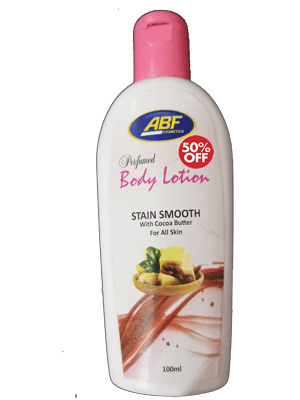 ABF
COSMETICS
50%
OFF
Perfumed
Body Lotion
STAIN SMOOTH
With Cocoa Butter
For All Skin
100ml